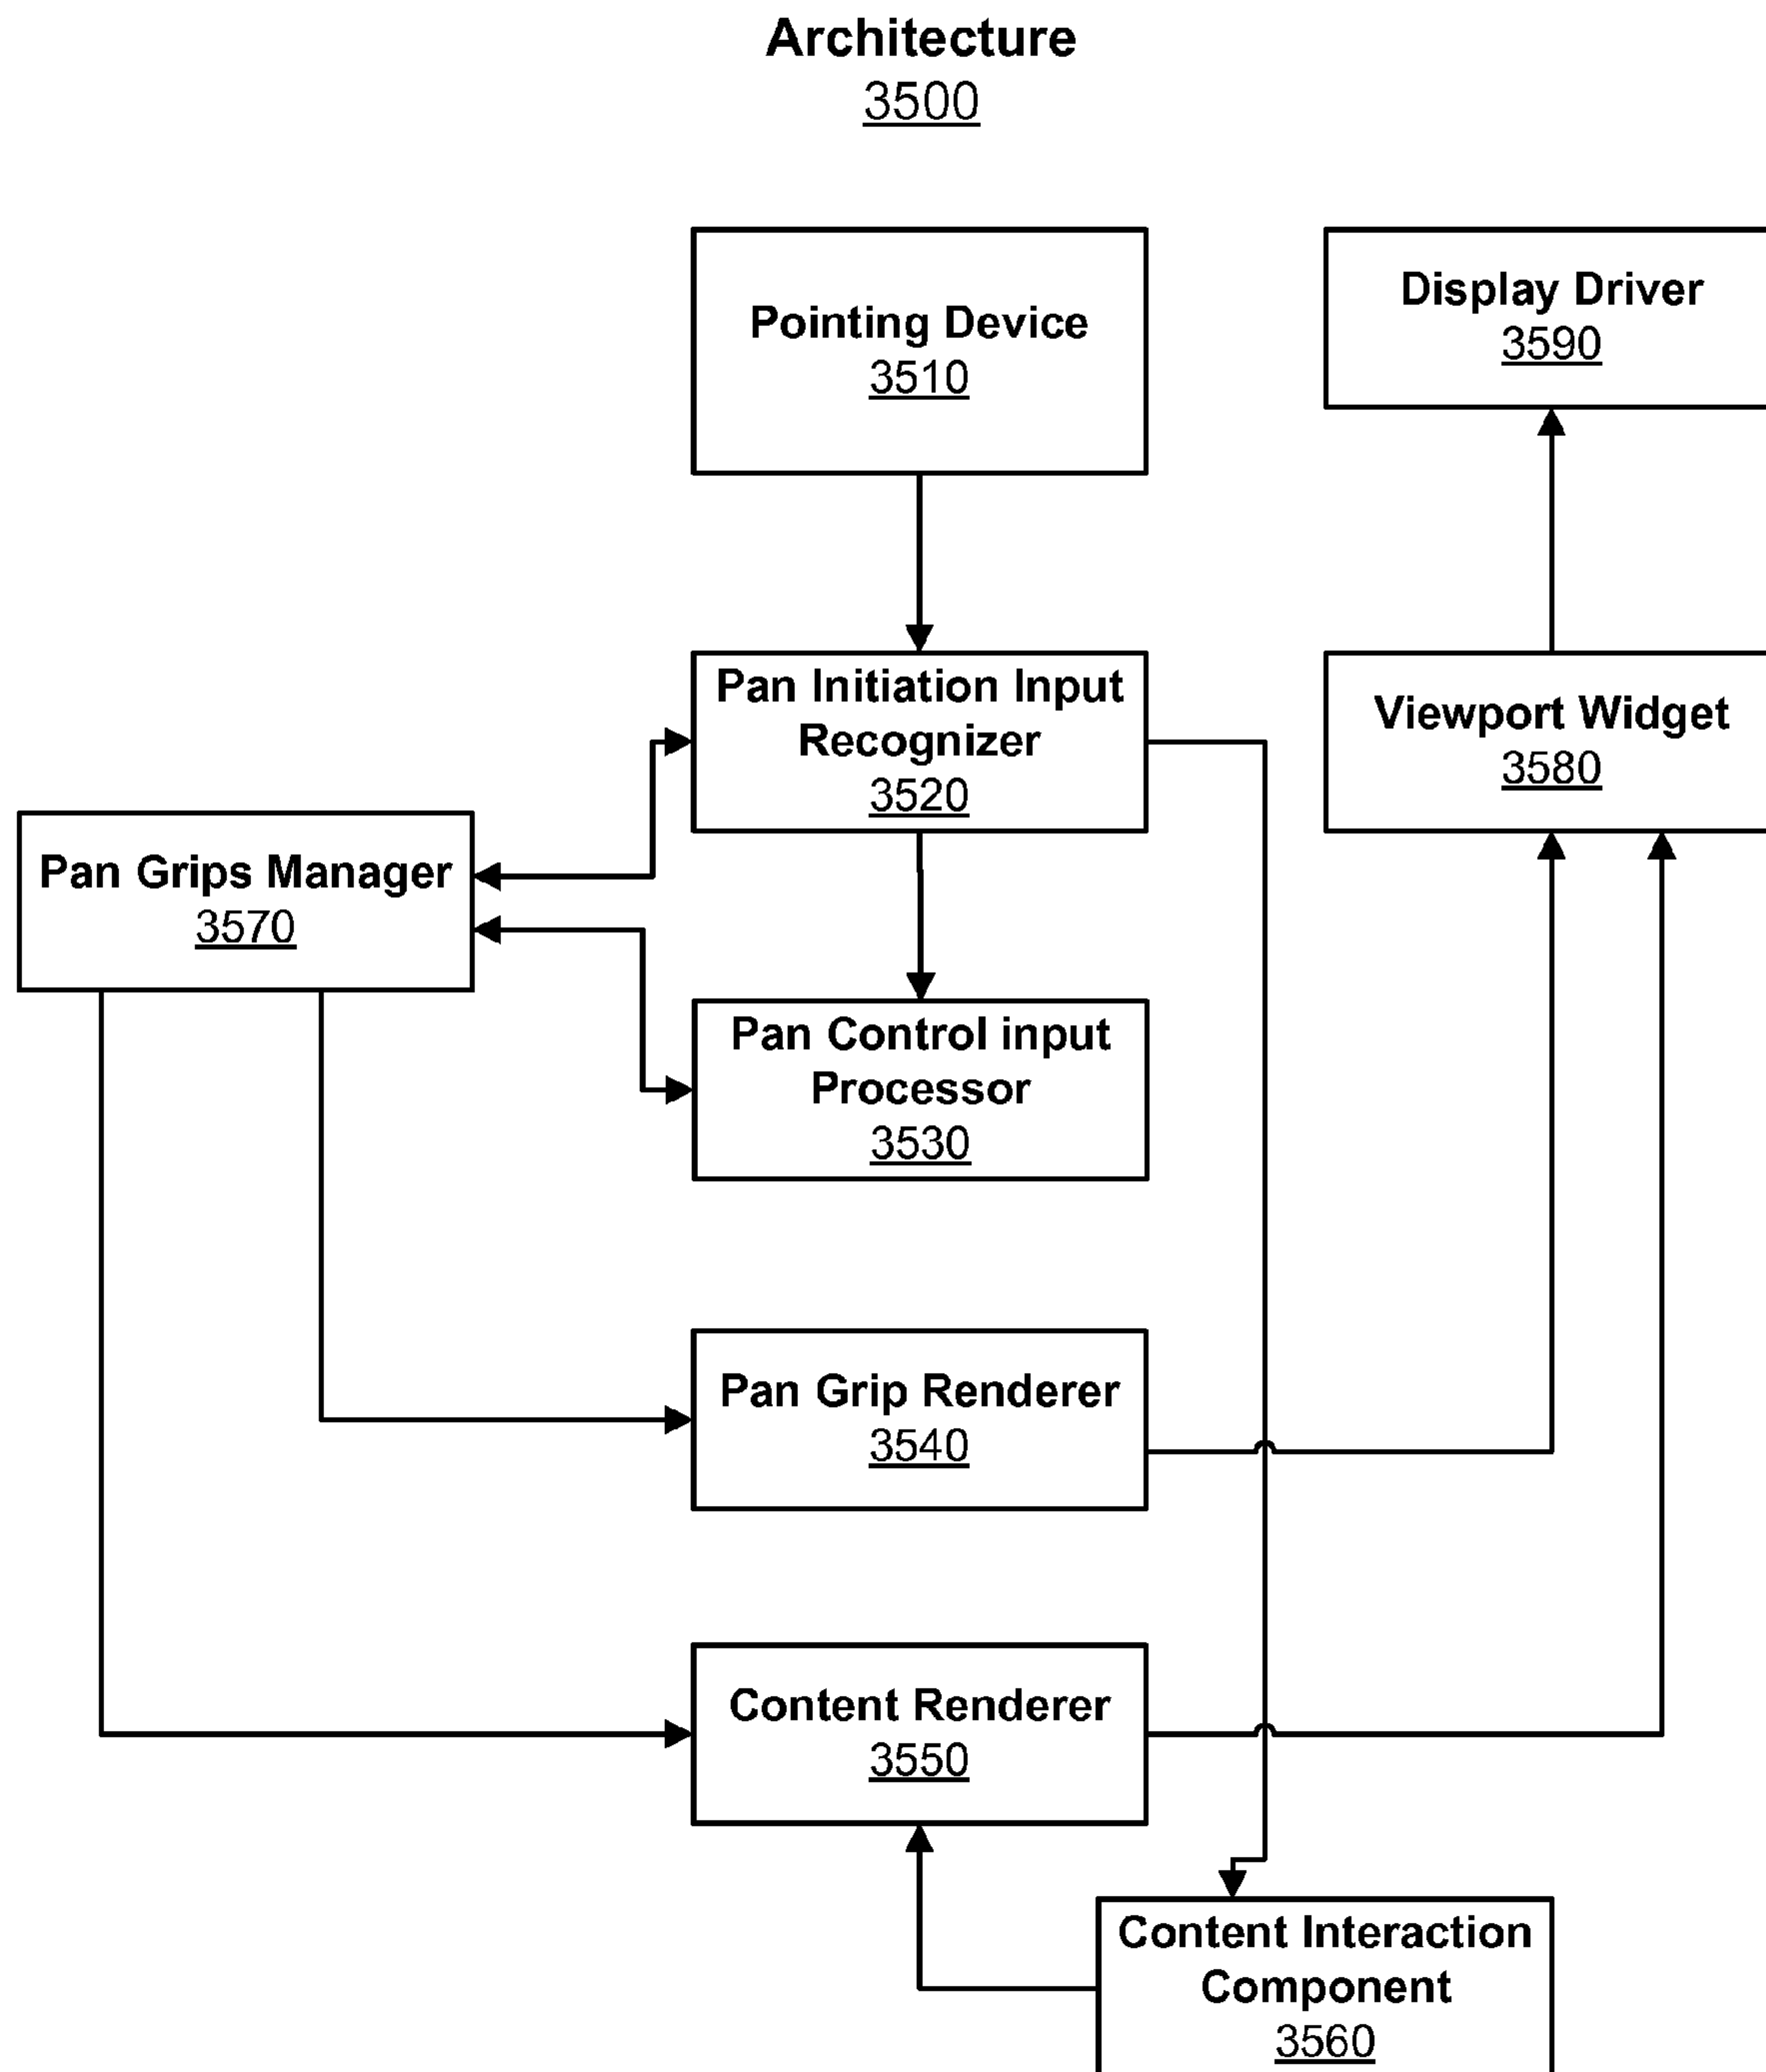 Architecture
3500
Pointing Device
3510
Display Driver
3590
Pan Initiation Input
Recognizer
3520
Viewport Widget
3580
Pan Grips Manager
3570
Pan Control input
Processor
3530
Pan Grip Renderer
3540
Content Renderer
3550
Content Interaction
Component
3560